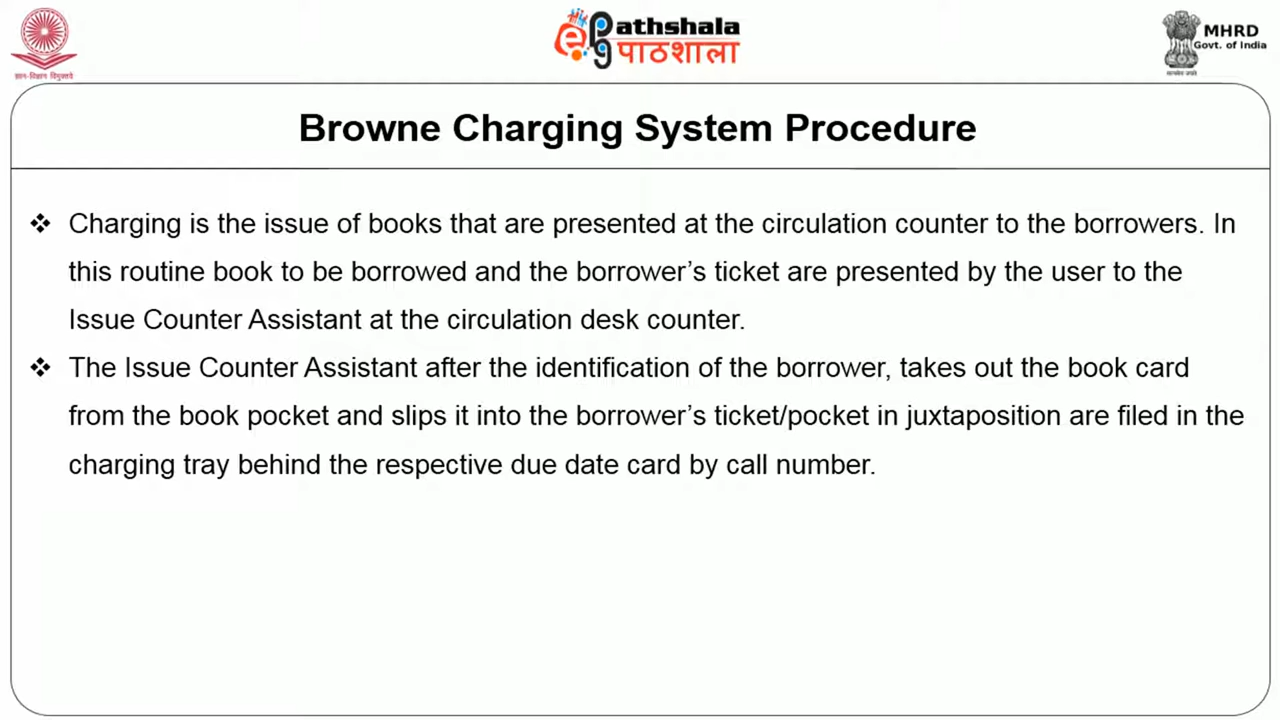 ज्ञान-विज्ञान विमुक्तये
ePathshala
पाठशाला
MHRD
Govt. of India
सत्यमेव जयते
Browne Charging System Procedure
❖ Charging is the issue of books that are presented at the circulation counter to the borrowers. In
this routine book to be borrowed and the borrower’s ticket are presented by the user to the
Issue Counter Assistant at the circulation desk counter.
❖ The Issue Counter Assistant after the identification of the borrower, takes out the book card
from the book pocket and slips it into the borrower’s ticket/pocket in juxtaposition are filed in the
charging tray behind the respective due date card by call number.